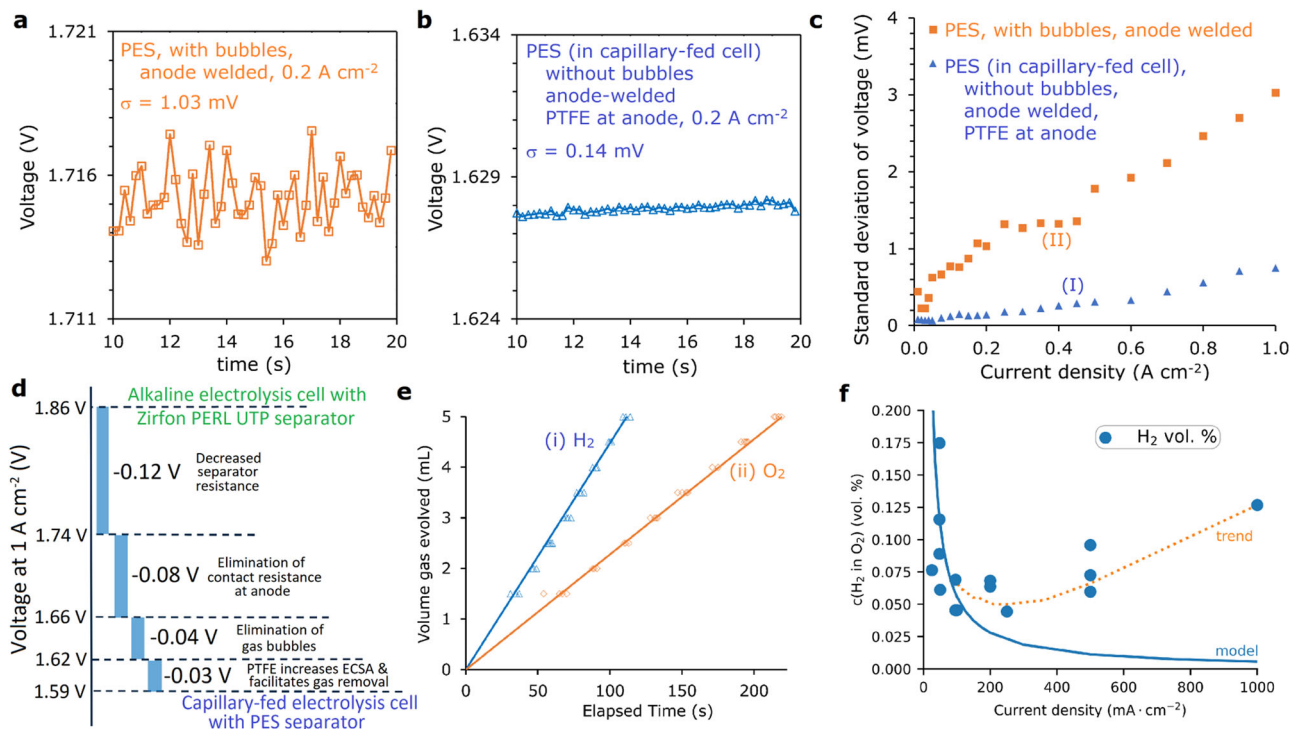 a
1.721
1.716
1.711
Voltage (V)
PES, with bubbles,
anode welded, 0.2 A cm⁻²
σ = 1.03 mV
10 12 14 16 18 20
time (s)
b
1.634
1.629
1.624
Voltage (V)
PES (in capillary-fed cell)
without bubbles
anode-welded
PTFE at anode, 0.2 A cm⁻²
σ = 0.14 mV
10 12 14 16 18 20
time (s)
c
Standard deviation of voltage (mV)
4
3
2
1
0
PES, with bubbles, anode welded
PES (in capillary-fed cell),
without bubbles,
anode welded,
PTFE at anode
(II)
(I)
0.0 0.2 0.4 0.6 0.8 1.0
Current density (A cm⁻²)
d
Voltage at 1 A cm⁻² (V)
Alkaline electrolysis cell with
Zirfon PERL UTP separator
1.86 V
-0.12 V
Decreased
separator
resistance
1.74 V
-0.08 V
Elimination of
contact resistance
at anode
1.66 V
-0.04 V
Elimination of
gas bubbles
1.62 V
-0.03 V
PTFE increases ECSA &
facilitates gas removal
1.59 V
Capillary-fed electrolysis cell
with PES separator
e
Volume gas evolved (mL)
5
4
3
2
1
0
(i) H₂
(ii) O₂
0 50 100 150 200
Elapsed Time (s)
f
c(H₂ in O₂) (vol. %)
0.200
0.175
0.150
0.125
0.100
0.075
0.050
0.025
0.000
H₂ vol. %
trend
model
0 200 400 600 800 1000
Current density (mA·cm⁻²)